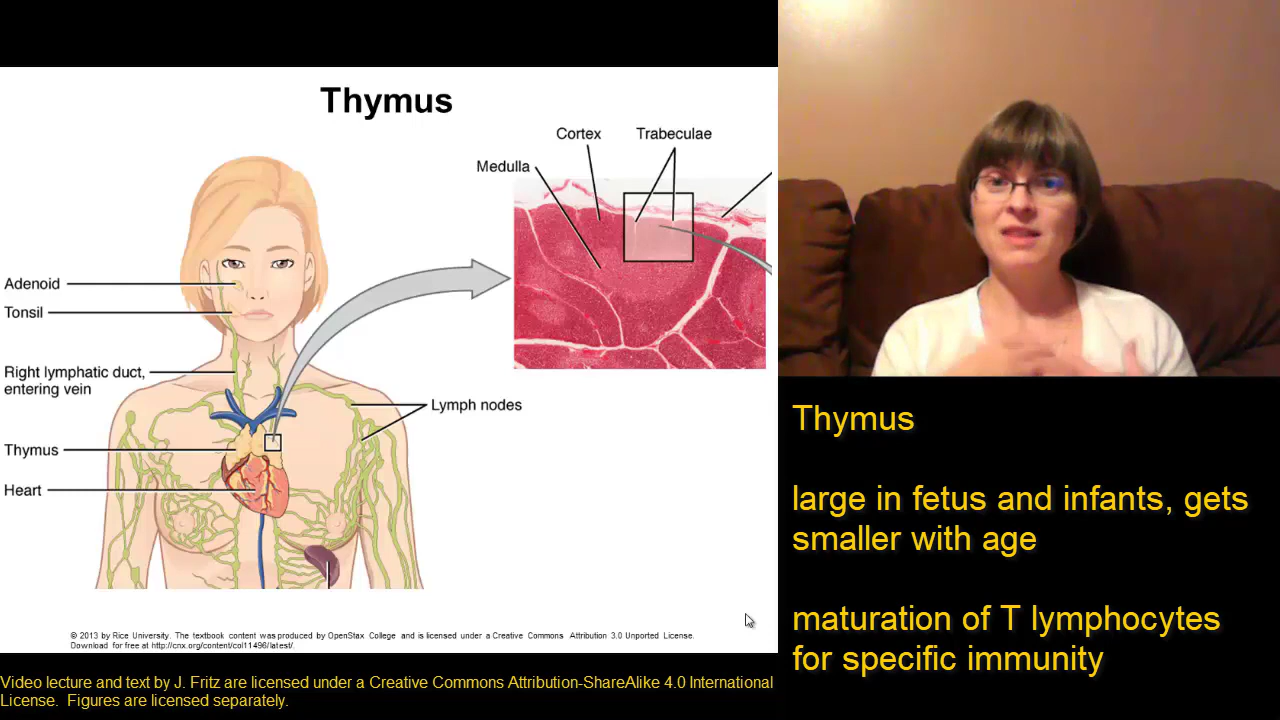 Thymus
Cortex
Trabeculae
Medulla
Adenoid
Tonsil
Right lymphatic duct,
entering vein
Lymph nodes
Thymus
Heart
© 2013 by Rice University. The textbook content was produced by OpenStax College and is licensed under a Creative Commons Attribution 3.0 Unported License.
Download for free at http://cnx.org/content/col11496/latest/.
Thymus
large in fetus and infants, gets
smaller with age
maturation of T lymphocytes
for specific immunity
Video lecture and text by J. Fritz are licensed under a Creative Commons Attribution-ShareAlike 4.0 International
License. Figures are licensed separately.